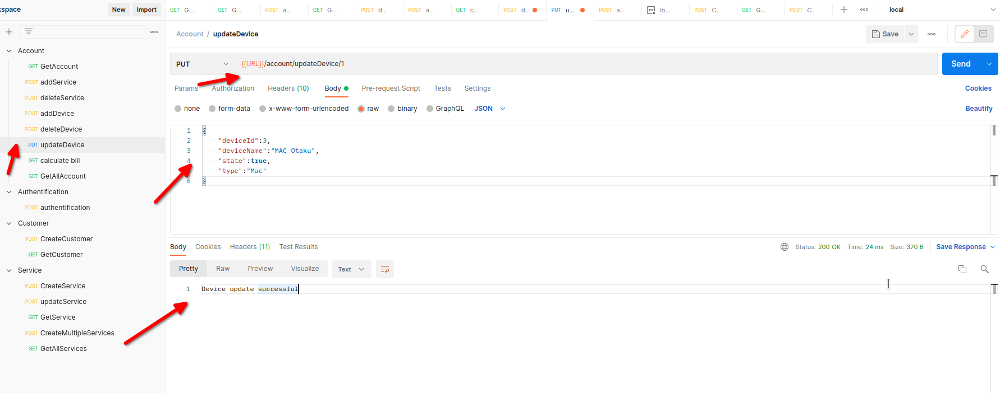 kspace New Import
GET G... GET G... POST a.. GET G... POST d.. POST a.. GET c... POST d.. PUT u... POST a.. lo... POST C.. GET G... POST C.. local
Account / updateDevice Save
Account
GET GetAccount
POST addService
POST deleteService
POST addDevice
POST deleteDevice
PUT updateDevice
GET calculate bill
GET GetAllAccount
Authentification
POST authentification
Customer
POST CreateCustomer
GET GetCustomer
Service
POST CreateService
POST updateService
GET GetService
POST CreateMultipleServices
GET GetAllServices
PUT {{URL}}/account/updateDevice/1 Send
Params Authorization Headers (10) Body Pre-request Script Tests Settings Cookies
none form-data x-www-form-urlencoded raw binary GraphQL JSON Beautify
1 {
2 "deviceId":3,
3 "deviceName":"MAC Otaku",
4 "state":true,
"type":"Mac"
6 }
Body Cookies Headers (11) Test Results Status: 200 OK Time: 24 ms Size: 370 B Save Response
Pretty Raw Preview Visualize Text
1 Device update successful